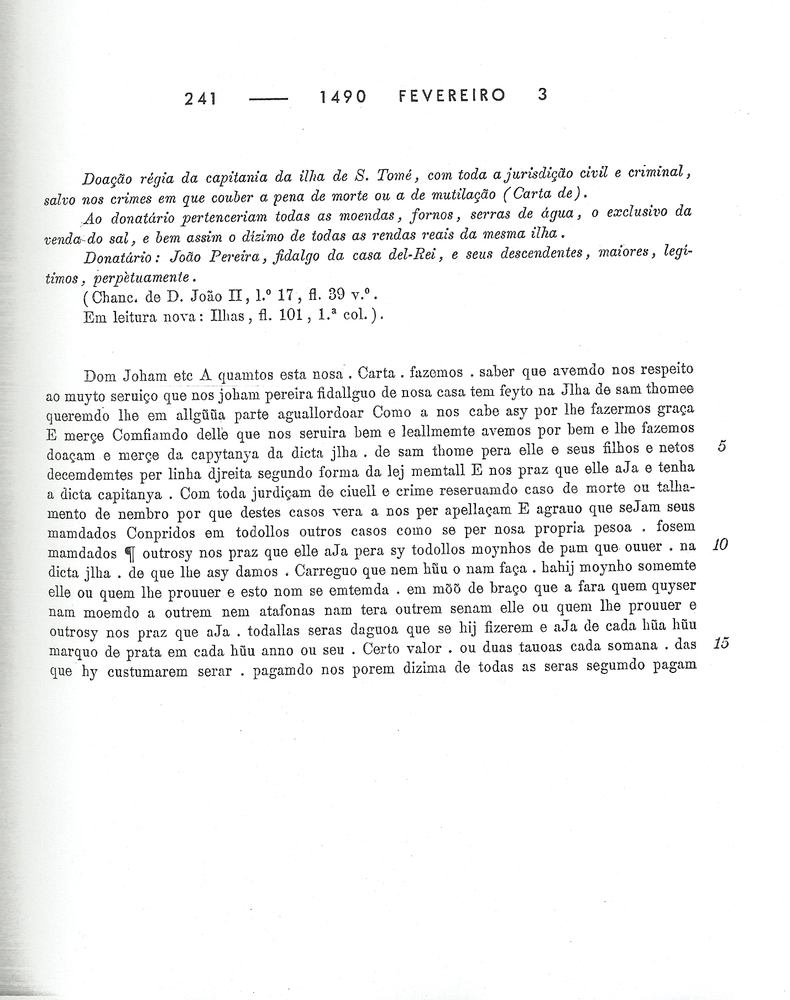 241 — 1490 FEVEREIRO 3
Doação régia da capitania da ilha de S. Tomé, com toda a jurisdição civil e criminal,
salvo nos crimes em que couber a pena de morte ou a de mutilação (Carta de).
Ao donatário pertenceriam todas as moendas, fornos, serras de água, o exclusivo da
venda do sal, e bem assim o dízimo de todas as rendas reais da mesma ilha.
Donatário: João Pereira, fidalgo da casa del-Rei, e seus descendentes, maiores, legí-
timos, perpètuamente.
(Chanc. de D. João II, l.º 17, fl. 39 v.º.
Em leitura nova: Ilhas, fl. 101, 1.ª col.).
Dom Joham etc A quamtos esta nosa . Carta . fazemos . saber que avemdo nos respeito
ao muyto seruiço que nos joham pereira fidallguo de nosa casa tem feyto na Jlha de sam thomee
queremdo lhe em allgũũa parte aguallordoar Como a nos cabe asy por lhe fazermos graça
E merçe Comfiamdo delle que nos seruira bem e leallmemte avemos por bem e lhe fazemos
doaçam e merçe da capytanya da dicta jlha . de sam thome pera elle e seus filhos e netos 5
decemdemtes per linha djreita segundo forma da lej memtall E nos praz que elle aJa e tenha
a dicta capitanya . Com toda jurdiçam de ciuell e crime reseruamdo caso de morte ou talha-
mento de nembro por que destes casos vera a nos per apellaçam E agrauo que seJam seus
mamdados Conpridos em todollos outros casos como se per nosa propria pesoa . fosem
mamdados ¶ outrosy nos praz que elle aJa pera sy todollos moynhos de pam que ouuer . na 10
dicta jlha . de que lhe asy damos . Carreguo que nem hũu o nam faça . hahij moynho somemte
elle ou quem lhe prouuer e esto nom se emtemda . em mõõ de braço que a fara quem quyser
nam moemdo a outrem nem atafonas nam tera outrem senam elle ou quem lhe prouuer e
outrosy nos praz que aJa . todallas seras daguoa que se hij fizerem e aJa de cada hũa hũu
marquo de prata em cada hũu anno ou seu . Certo valor . ou duas tauoas cada somana . das 15
que hy custumarem serar . pagamdo nos porem dizima de todas as seras segumdo pagam